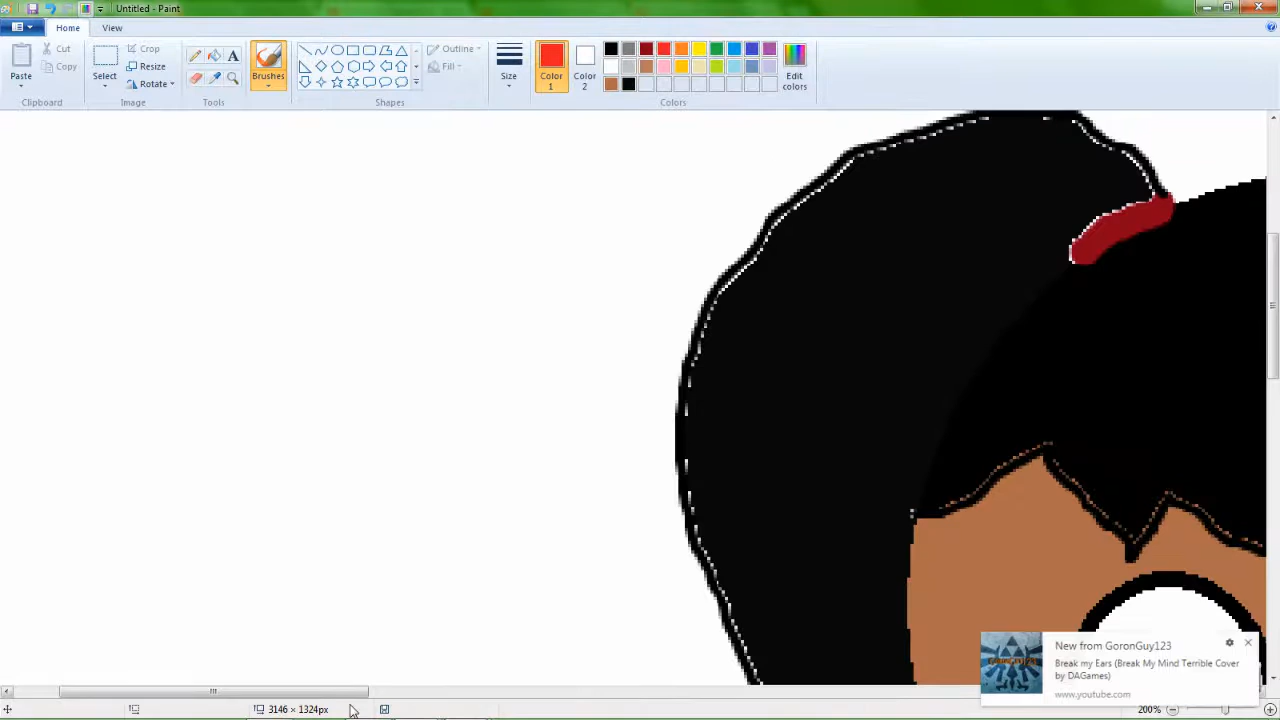 Untitled - Paint
Home View
Paste
Cut
Copy
Clipboard
Select
Crop
Resize
Rotate
Image
A
Tools
Brushes
Outline
Fill
Shapes
Size
Color 1
Color 2
Edit colors
Colors
New from GoronGuy123
Break my Ears (Break My Mind Terrible Cover
by DAGames)
www.youtube.com
3146 × 1324px
200%